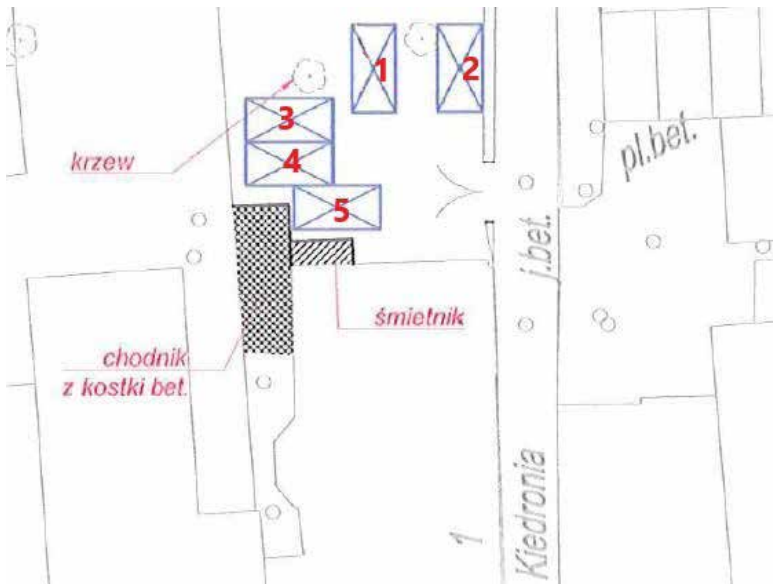 1
2
3
krzew
4
5
pl.bet.
j.bet.
śmietnik
chodnik
z kostki bet.
1
Kiedronia